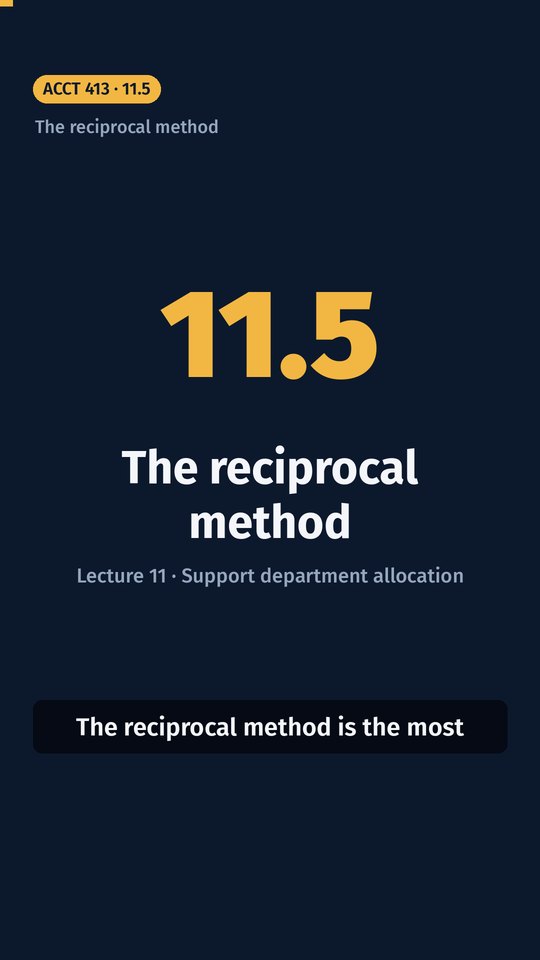 ACCT 413 · 11.5
The reciprocal method
11.5
The reciprocal
method
Lecture 11 · Support department allocation
The reciprocal method is the most